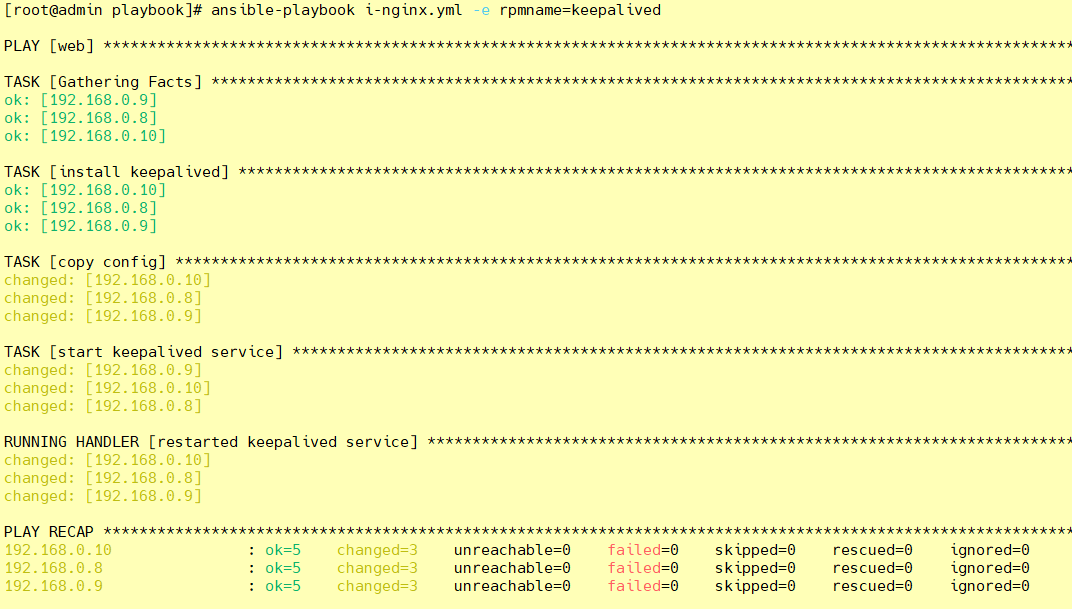 [root@admin playbook]# ansible-playbook i-nginx.yml -e rpmname=keepalived
PLAY [web] ************************************************************************************************************
TASK [Gathering Facts] ************************************************************************************************
ok: [192.168.0.9]
ok: [192.168.0.8]
ok: [192.168.0.10]
TASK [install keepalived] *********************************************************************************************
ok: [192.168.0.10]
ok: [192.168.0.8]
ok: [192.168.0.9]
TASK [copy config] ****************************************************************************************************
changed: [192.168.0.10]
changed: [192.168.0.8]
changed: [192.168.0.9]
TASK [start keepalived service] ***************************************************************************************
changed: [192.168.0.9]
changed: [192.168.0.10]
changed: [192.168.0.8]
RUNNING HANDLER [restarted keepalived service] ************************************************************************
changed: [192.168.0.10]
changed: [192.168.0.8]
changed: [192.168.0.9]
PLAY RECAP ************************************************************************************************************
192.168.0.10               : ok=5    changed=3    unreachable=0    failed=0    skipped=0    rescued=0    ignored=0
192.168.0.8                : ok=5    changed=3    unreachable=0    failed=0    skipped=0    rescued=0    ignored=0
192.168.0.9                : ok=5    changed=3    unreachable=0    failed=0    skipped=0    rescued=0    ignored=0